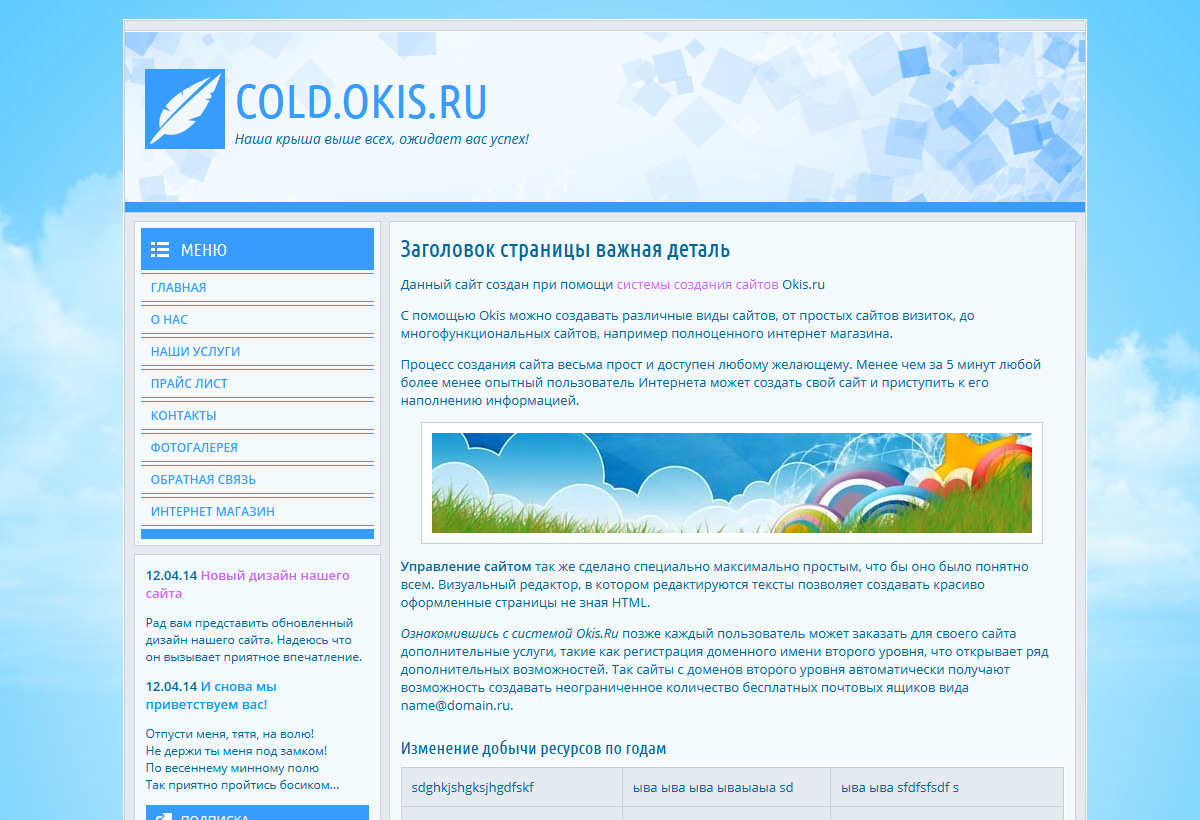 COLD.OKIS.RU
Наша крыша выше всех, ожидает вас успех!
МЕНЮ
ГЛАВНАЯ
О НАС
НАШИ УСЛУГИ
ПРАЙС ЛИСТ
КОНТАКТЫ
ФОТОГАЛЕРЕЯ
ОБРАТНАЯ СВЯЗЬ
ИНТЕРНЕТ МАГАЗИН
12.04.14 Новый дизайн нашего
сайта
Рад вам представить обновленный
дизайн нашего сайта. Надеюсь что
он вызывает приятное впечатление.
12.04.14 И снова мы
приветствуем вас!
Отпусти меня, тятя, на волю!
Не держи ты меня под замком!
По весеннему минному полю
Так приятно пройтись босиком...
ПОДПИСКА
Заголовок страницы важная деталь
Данный сайт создан при помощи системы создания сайтов Okis.ru
С помощью Okis можно создавать различные виды сайтов, от простых сайтов визиток, до
многофункциональных сайтов, например полноценного интернет магазина.
Процесс создания сайта весьма прост и доступен любому желающему. Менее чем за 5 минут любой
более менее опытный пользователь Интернета может создать свой сайт и приступить к его
наполнению информацией.
Управление сайтом так же сделано специально максимально простым, что бы оно было понятно
всем. Визуальный редактор, в котором редактируются тексты позволяет создавать красиво
оформленные страницы не зная HTML.
Ознакомившись с системой Okis.Ru позже каждый пользователь может заказать для своего сайта
дополнительные услуги, такие как регистрация доменного имени второго уровня, что открывает ряд
дополнительных возможностей. Так сайты с доменов второго уровня автоматически получают
возможность создавать неограниченное количество бесплатных почтовых ящиков вида
name@domain.ru.
Изменение добычи ресурсов по годам
sdghkjshgksjhgdfskf ыва ыва ыва ываыаыа sd ыва ыва sfdfsfsdf s